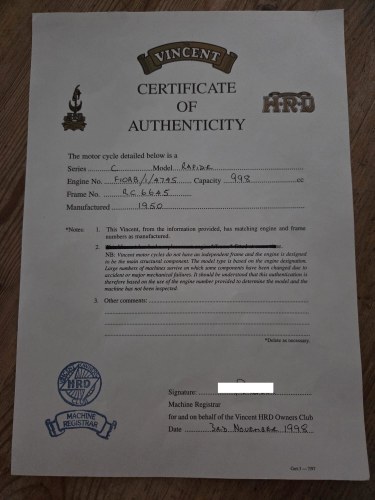 VINCENT
CERTIFICATE
OF
AUTHENTICITY
HRD
The motor cycle detailed below is a
Series C Model RAPIDE
Engine No. F10AB/1/4745 Capacity 998 cc
Frame No. R.C.6645
Manufactured 1950
*Notes: 1. This Vincent, from the information provided, has matching engine and frame
numbers as manufactured.
2.
NB: Vincent motor cycles do not have an independent frame and the engine is designed
to be the main structural component. The model type is based on the engine designation.
Large numbers of machines survive on which some components have been changed due to
accident or major mechanical failures. It should be understood that this authentication is
therefore based on the use of the engine number provided to determine the model and the
machine has not been inspected.
3. Other comments:
*Delete as necessary
HRD
MACHINE
REGISTRAR
Signature:
Machine Registrar
for and on behalf of the Vincent HRD Owners Club
Date 3rd November 1998